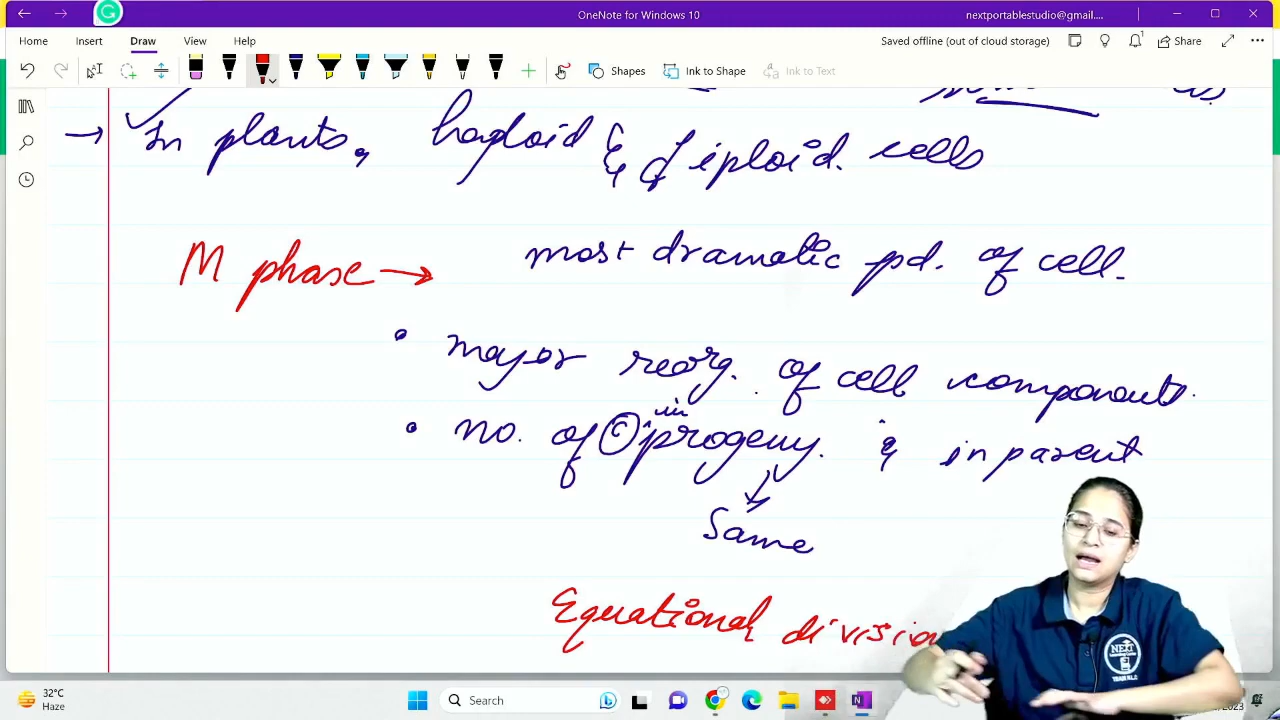 OneNote for Windows 10
nextportablestudio@gmail....
Home Insert Draw View Help
Saved offline (out of cloud storage)
Share
Shapes
Ink to Shape
Ink to Text
→ In plants, haploid & diploid cells
M phase → most dramatic pd. of cell.
• major reorg. of cell components.
• no. of © in progeny. & in parent
Same
Equational division
NEXT
32°C
Haze
Search
2023